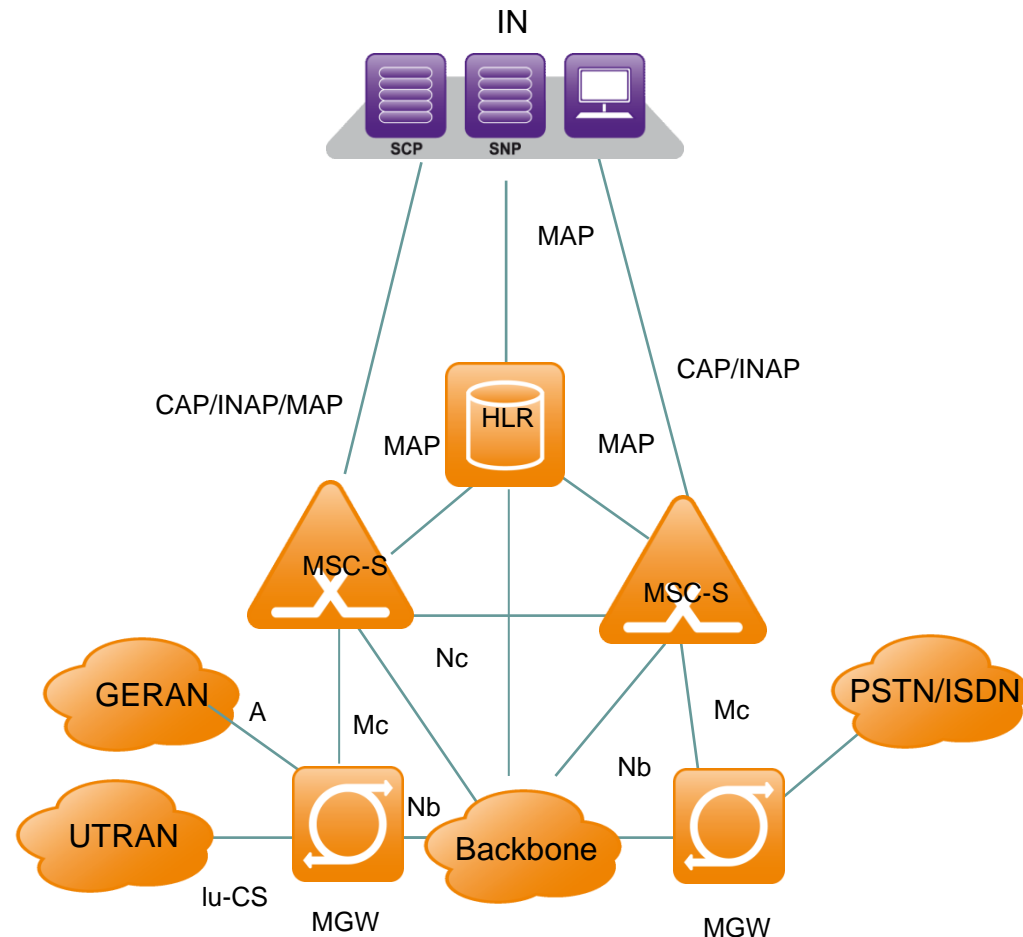 IN
SCP
SNP
MAP
CAP/INAP
CAP/INAP/MAP
HLR
MAP
MAP
MSC-S
MSC-S
Nc
GERAN
PSTN/ISDN
A
Mc
Mc
Nb
Nb
UTRAN
Backbone
lu-CS
MGW
MGW